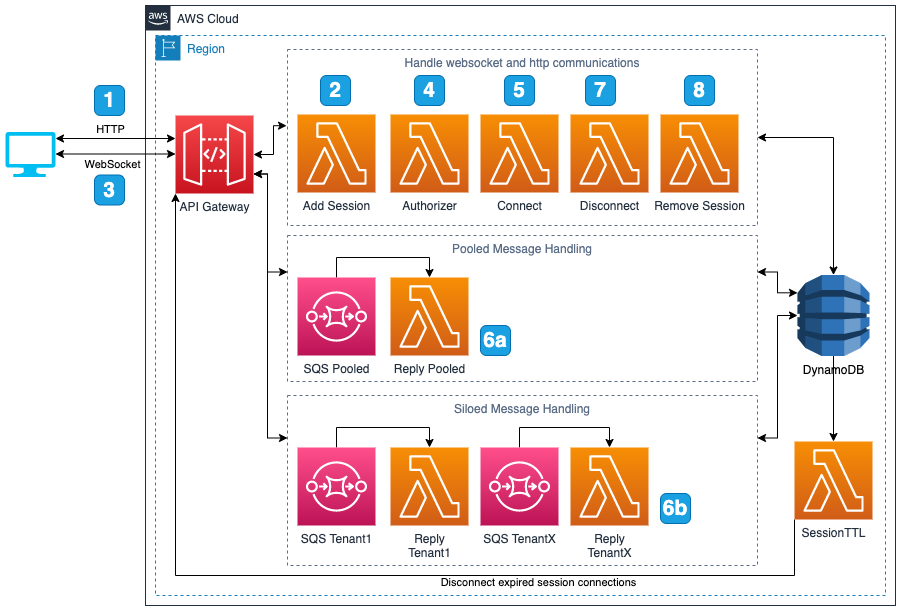 aws
AWS Cloud
Region
Handle websocket and http communications
1
2
4
5
7
8
HTTP
WebSocket
3
API Gateway
Add Session
Authorizer
Connect
Disconnect
Remove Session
Pooled Message Handling
6a
SQS Pooled
Reply Pooled
DynamoDB
Siloed Message Handling
6b
SQS Tenant1
Reply
Tenant1
SQS TenantX
Reply
TenantX
SessionTTL
Disconnect expired session connections